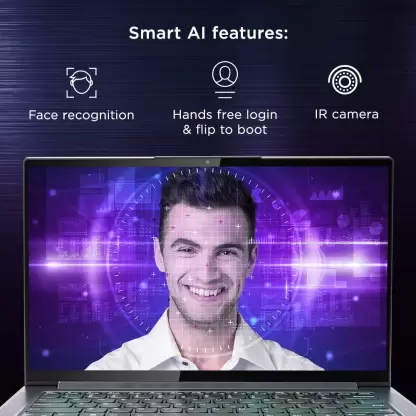 Smart AI features:
Face recognition
Hands free login
& flip to boot
IR camera